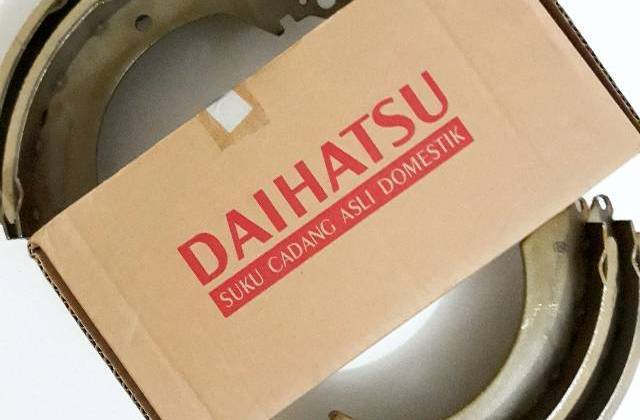 DAIHATSU
SUKU CADANG ASLI DOMESTIK